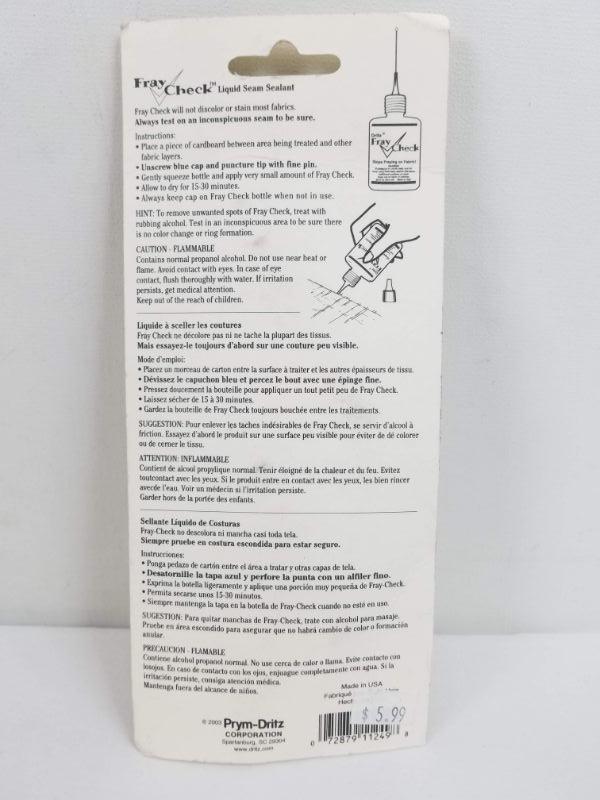 Fray Check™ Liquid Seam Sealant
Fray Check will not discolor or stain most fabrics.
Always test on an inconspicuous seam to be sure.
Instructions:
• Place a piece of cardboard between area being treated and other
fabric layers.
• Unscrew blue cap and puncture tip with fine pin.
• Gently squeeze bottle and apply very small amount of Fray Check.
• Allow to dry for 15-30 minutes.
• Always keep cap on Fray Check bottle when not in use.
HINT: To remove unwanted spots of Fray Check, treat with
rubbing alcohol. Test in an inconspicuous area to be sure there
is no color change or ring formation.
CAUTION - FLAMMABLE
Contains normal propanol alcohol. Do not use near heat or
flame. Avoid contact with eyes. In case of eye
contact, flush thoroughly with water. If irritation
persists, get medical attention.
Keep out of the reach of children.
Dritz™
Fray Check
Stops Fraying on Fabric!
Liquide à sceller les coutures
Fray Check ne décolore pas ni ne tache la plupart des tissus.
Mais essayez-le toujours d'abord sur une couture peu visible.
Mode d'emploi:
• Placez un morceau de carton entre la surface à traiter et les autres épaisseurs de tissu.
• Dévissez le capuchon bleu et percez le bout avec une épinge fine.
• Pressez doucement la bouteille pour appliquer un tout petit peu de Fray Check.
• Laissez sécher de 15 à 30 minutes.
• Gardez la bouteille de Fray Check toujours bouchée entre les traitements.
SUGGESTION: Pour enlever les taches indésirables de Fray Check, se servir d'alcool à
friction. Essayez d'abord le produit sur une surface peu visible pour éviter de dé colorer
ou de cerner le tissu.
ATTENTION: INFLAMMABLE
Contient de alcool propylique normal. Tenir éloigné de la chaleur et du feu. Evitez
toutcontact avec les yeux. Si le produit entre en contact avec les yeux, les bien rincer
avecde l'eau. Voir un médecin si l'irritation persiste.
Garder hors de la portée des enfants.
Sellante Líquido de Costuras
Fray-Check no descolora ni mancha casi toda tela.
Siempre pruebe en costura escondida para estar seguro.
Instrucciones:
• Ponga pedazo de cartón entre el área a tratar y otras capas de tela.
• Desatornille la tapa azul y perfore la punta con un alfiler fino.
• Exprima la botella ligeramente y aplique una porción muy pequeña de Fray-Check.
• Permita secarse unos 15-30 minutos.
• Siempre mantenga la tapa en la botella de Fray-Check cuando no esté en uso.
SUGESTION: Para quitar manchas de Fray-Check, trate con alcohol para masaje.
Pruebe en área escondido para asegurar que no habrá cambio de color o formación
anular.
PRECAUCION - FLAMABLE
Contiene alcohol propanol normal. No use cerca de calor o llama. Evite contacto con
losojos. En caso de contacto con los ojos, enjuague completamente con agua. Si la
irritación persiste, consiga atención médica.
Mantenga fuera del alcance de niños.
Made in USA
Fabriqué
Hech
$ 5.99
© 2003 Prym-Dritz
CORPORATION
Spartanburg, SC 29304
www.dritz.com
0 72879 11249 8